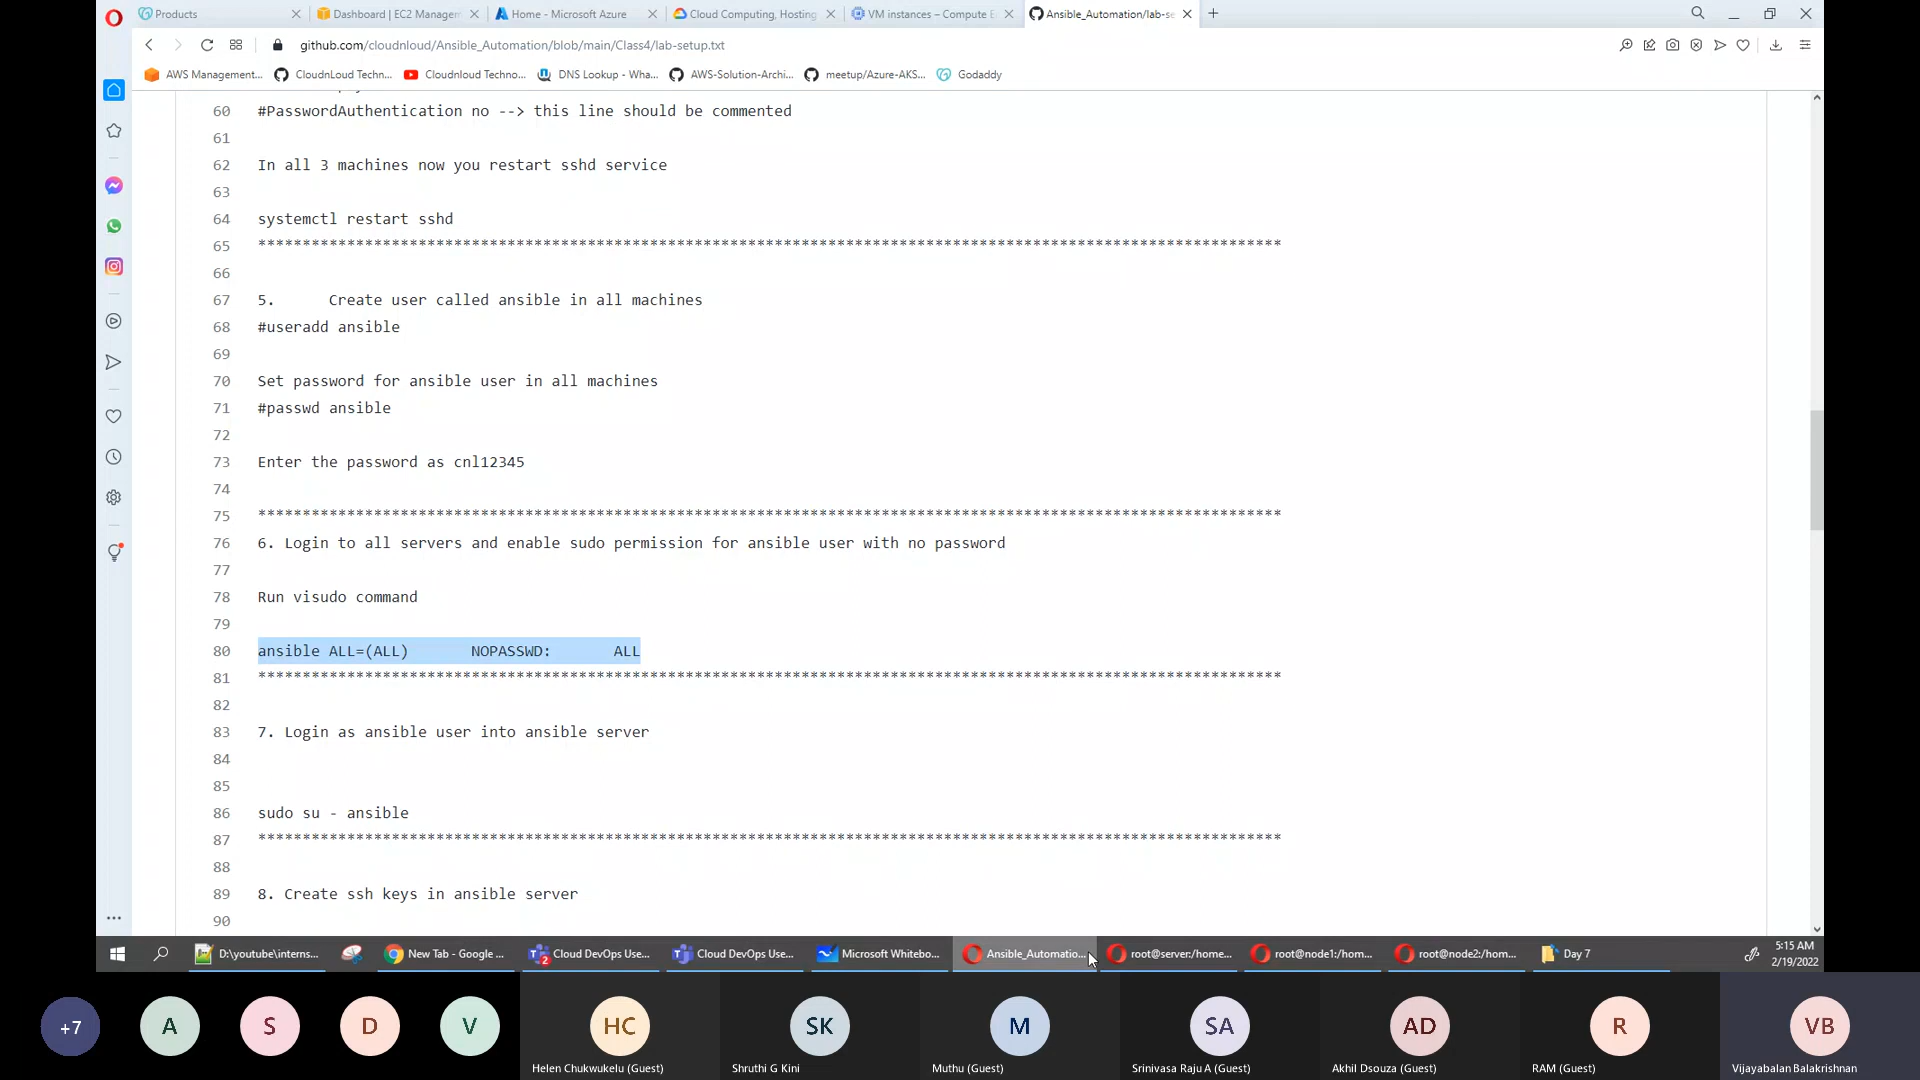 Products
Dashboard | EC2 Managem
Home - Microsoft Azure
Cloud Computing, Hosting
VM instances – Compute E
Ansible_Automation/lab-se
github.com/cloudnloud/Ansible_Automation/blob/main/Class4/lab-setup.txt
AWS Management...
CloudnLoud Techn...
Cloudnloud Techno...
DNS Lookup - Wha...
AWS-Solution-Archi...
meetup/Azure-AKS...
Godaddy
60 #PasswordAuthentication no --> this line should be commented
61
62 In all 3 machines now you restart sshd service
63
64 systemctl restart sshd
65 *******************************************************************************************************************
66
67 5. Create user called ansible in all machines
68 #useradd ansible
69
70 Set password for ansible user in all machines
71 #passwd ansible
72
73 Enter the password as cnl12345
74
75 *******************************************************************************************************************
76 6. Login to all servers and enable sudo permission for ansible user with no password
77
78 Run visudo command
79
80 ansible ALL=(ALL) NOPASSWD: ALL
81 *******************************************************************************************************************
82
83 7. Login as ansible user into ansible server
84
85
86 sudo su - ansible
87 *******************************************************************************************************************
88
89 8. Create ssh keys in ansible server
90
D:\youtube\interns...
New Tab - Google ...
2
Cloud DevOps Use...
Cloud DevOps Use...
Microsoft Whitebo...
Ansible_Automatio...
root@server:/home...
root@node1:/hom...
root@node2:/hom...
Day 7
5:15 AM
2/19/2022
+7
A
S
D
V
HC
SK
M
SA
AD
R
VB
Helen Chukwukelu (Guest)
Shruthi G Kini
Muthu (Guest)
Srinivasa Raju A (Guest)
Akhil Dsouza (Guest)
RAM (Guest)
Vijayabalan Balakrishnan